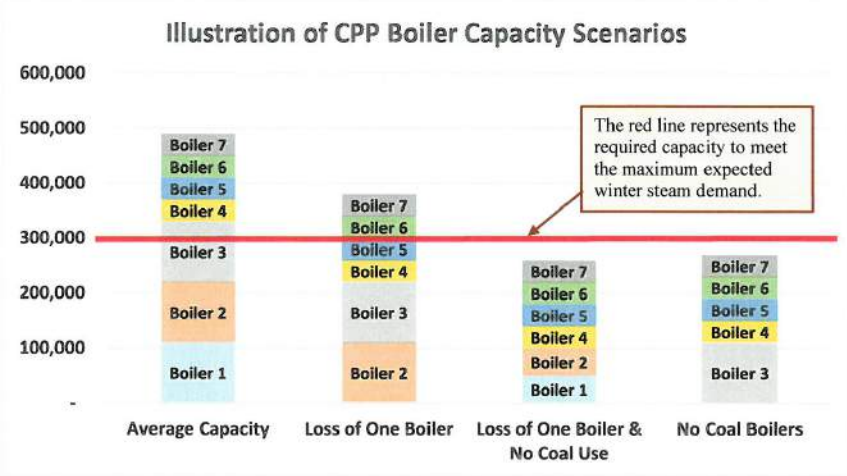 Illustration of CPP Boiler Capacity Scenarios
600,000
500,000
400,000
300,000
200,000
100,000
-
The red line represents the
required capacity to meet
the maximum expected
winter steam demand.
Boiler 7
Boiler 6
Boiler 5
Boiler 4
Boiler 3
Boiler 2
Boiler 1
Boiler 7
Boiler 6
Boiler 5
Boiler 4
Boiler 3
Boiler 2
Boiler 7
Boiler 6
Boiler 5
Boiler 4
Boiler 2
Boiler 1
Boiler 7
Boiler 6
Boiler 5
Boiler 4
Boiler 3
Average Capacity
Loss of One Boiler
Loss of One Boiler &
No Coal Use
No Coal Boilers